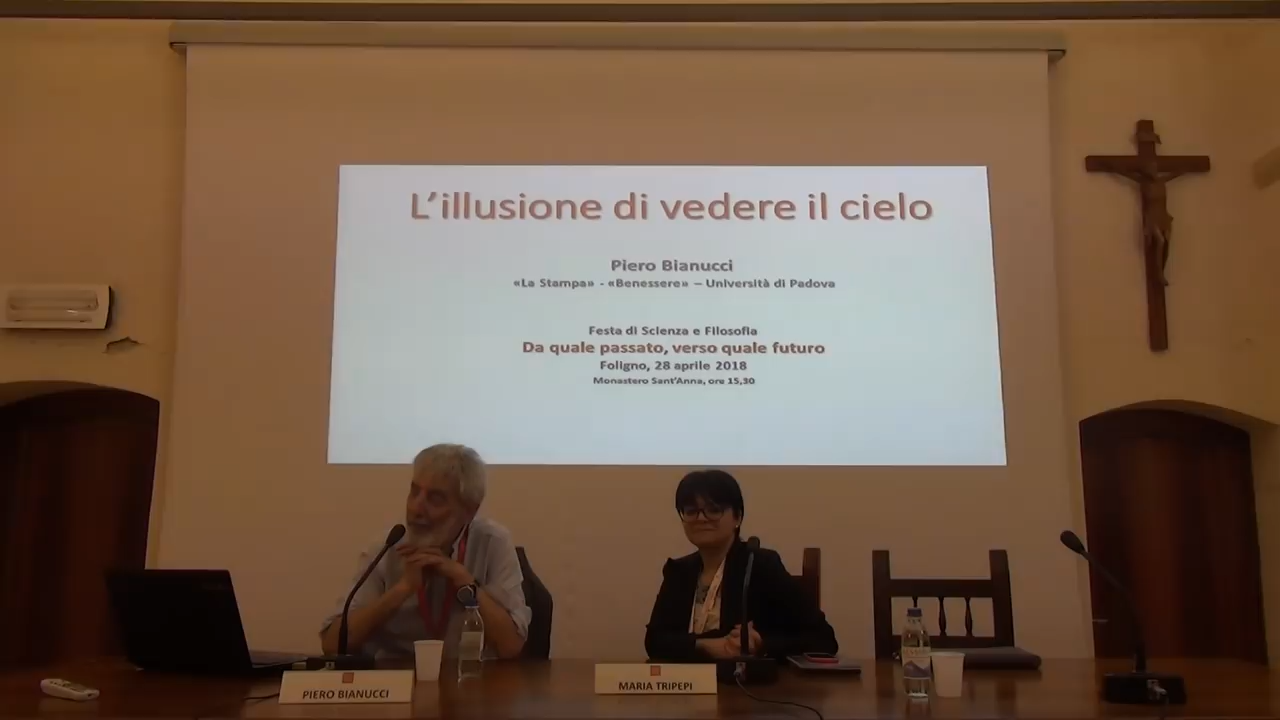 L'illusione di vedere il cielo
Piero Bianucci
«La Stampa» - «Benessere» – Università di Padova
Festa di Scienza e Filosofia
Da quale passato, verso quale futuro
Foligno, 28 aprile 2018
Monastero Sant'Anna, ore 15,30
PIERO BIANUCCI
MARIA TRIPEPI